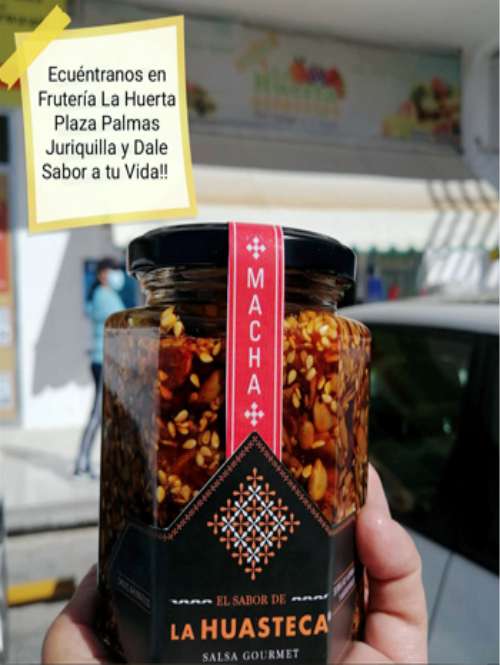 Ecuéntranos en
Frutería La Huerta
Plaza Palmas
Juriquilla y Dale
Sabor a tu Vida!!
Huerta
MACHA
EL SABOR DE
LA HUASTECA
SALSA GOURMET